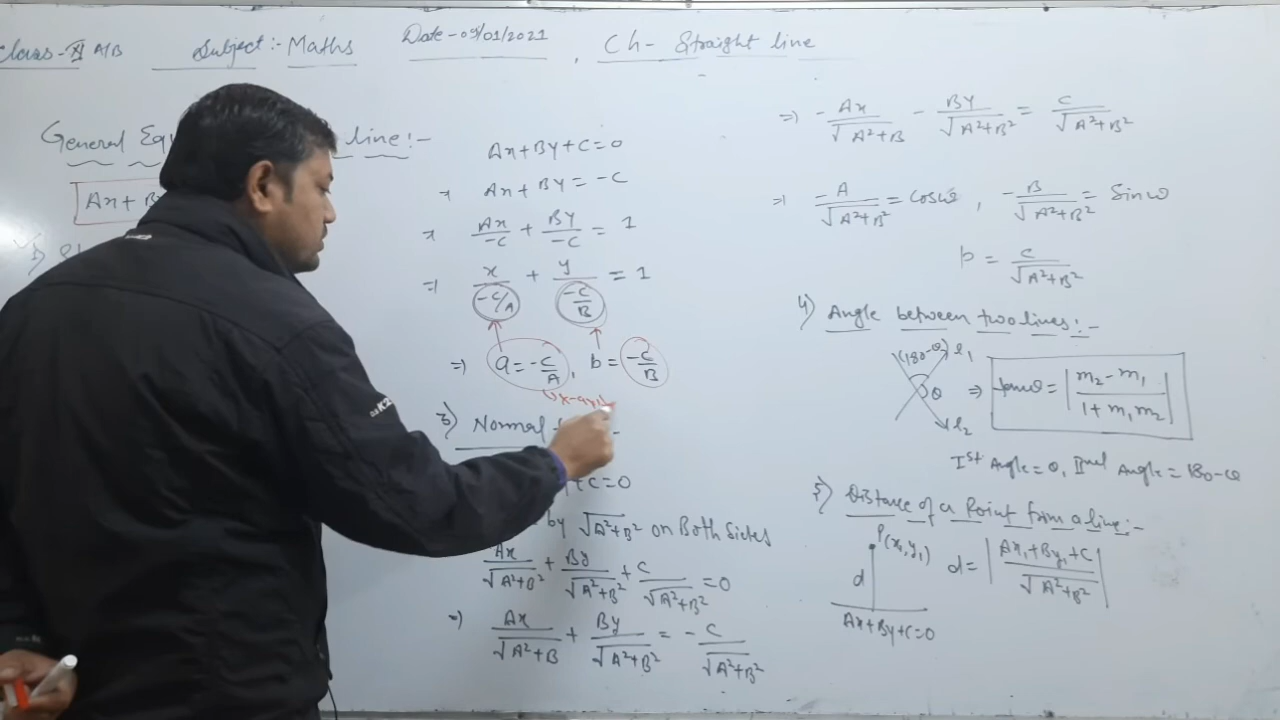 Class-XI A/B Subject:- Maths Date-09/01/2021, Ch- Straight line
General Equ line:-
Ax+B
1)
Ax+By+C=0
⇒ Ax+By=-C
⇒ Ax/-C + By/-C = 1
⇒ x/(-C/A) + y/(-C/B) = 1
⇒ a=-C/A, b=-C/B
x-axis
3) Normal
+C=0
by √A²+B² on Both Sides
Ax/√A²+B² + By/√A²+B² + C/√A²+B² =0
⇒ Ax/√A²+B + By/√A²+B² = - C/√A²+B²
⇒ -Ax/√A²+B - By/√A²+B² = C/√A²+B²
⇒ -A/√A²+B² = Cosω, -B/√A²+B² = Sinω
p = C/√A²+B²
4) Angle between two lines:-
(180-θ) l₁
θ ⇒ tanθ = |m₂-m₁/1+m₁m₂|
l₂
Ist Angle=θ, IInd Angle=180-θ
5) Distance of a Point from a line:-
P(x₁,y₁)
d d=|Ax₁+By₁+C/√A²+B²|
Ax+By+C=0